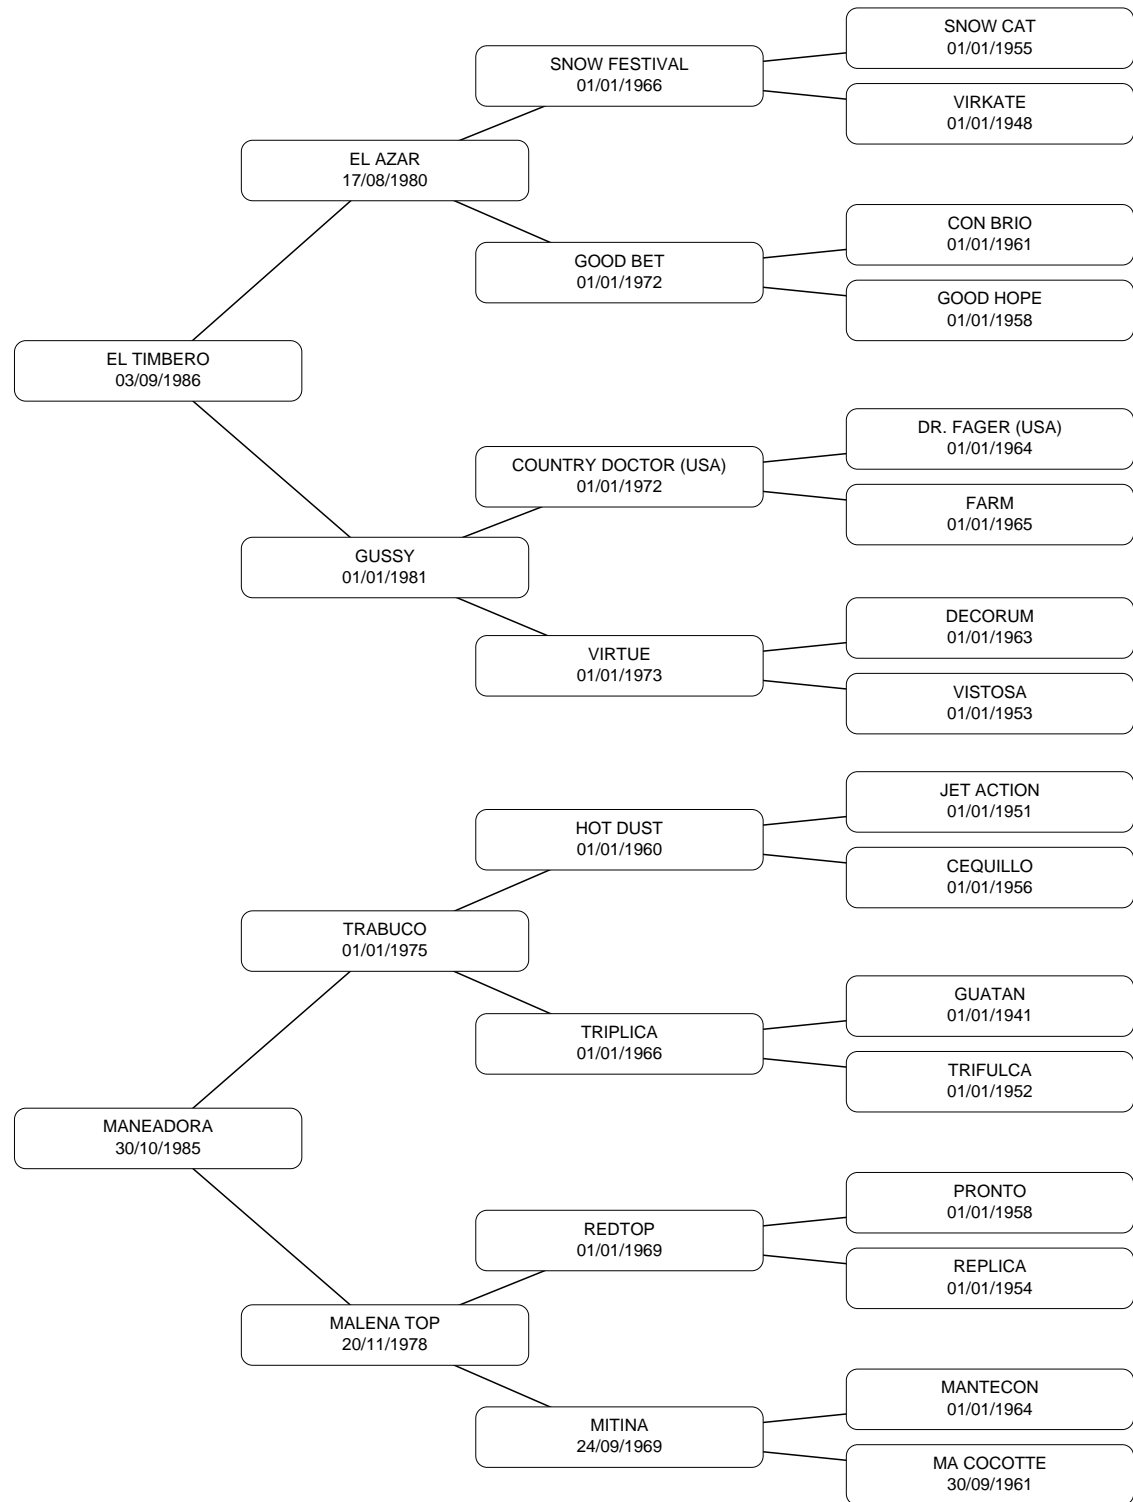 SNOW CAT
01/01/1955
SNOW FESTIVAL
01/01/1966
VIRKATE
01/01/1948
EL AZAR
17/08/1980
CON BRIO
01/01/1961
GOOD BET
01/01/1972
GOOD HOPE
01/01/1958
EL TIMBERO
03/09/1986
DR. FAGER (USA)
01/01/1964
COUNTRY DOCTOR (USA)
01/01/1972
FARM
01/01/1965
GUSSY
01/01/1981
DECORUM
01/01/1963
VIRTUE
01/01/1973
VISTOSA
01/01/1953
JET ACTION
01/01/1951
HOT DUST
01/01/1960
CEQUILLO
01/01/1956
TRABUCO
01/01/1975
GUATAN
01/01/1941
TRIPLICA
01/01/1966
TRIFULCA
01/01/1952
MANEADORA
30/10/1985
PRONTO
01/01/1958
REDTOP
01/01/1969
REPLICA
01/01/1954
MALENA TOP
20/11/1978
MANTECON
01/01/1964
MITINA
24/09/1969
MA COCOTTE
30/09/1961